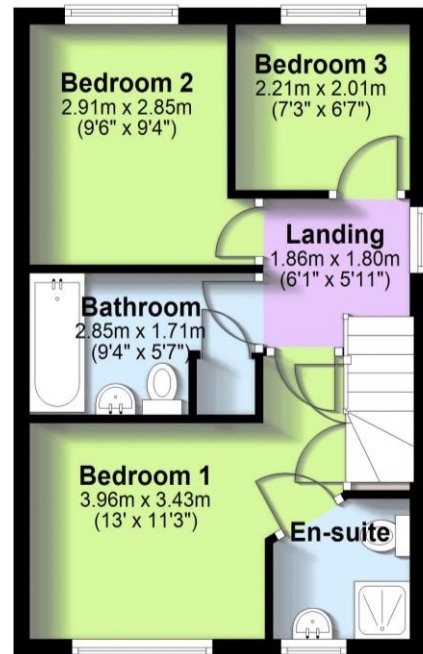 Bedroom 2
2.91m x 2.85m
(9'6" x 9'4")
Bedroom 3
2.21m x 2.01m
(7'3" x 6'7")
Landing
1.86m x 1.80m
(6'1" x 5'11")
Bathroom
2.85m x 1.71m
(9'4" x 5'7")
Bedroom 1
3.96m x 3.43m
(13' x 11'3")
En-suite